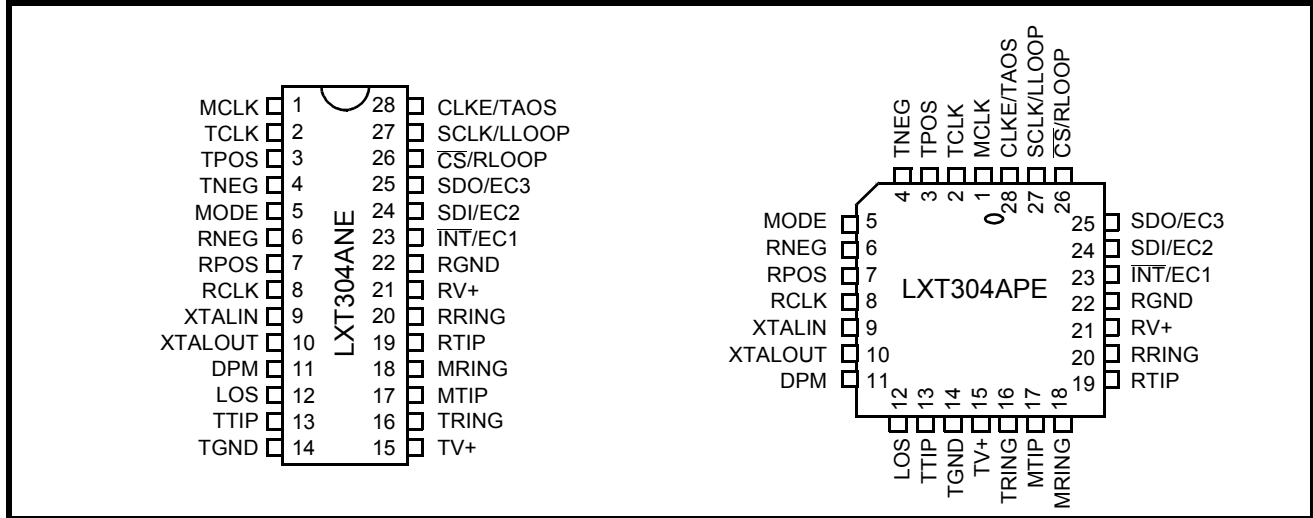 MCLK 1 28 CLKE/TAOS
TCLK 2 27 SCLK/LLOOP
TPOS 3 26 C̅S̅/RLOOP
TNEG 4 25 SDO/EC3
MODE 5 24 SDI/EC2
RNEG 6 23 I̅N̅T̅/EC1
RPOS 7 22 RGND
RCLK 8 21 RV+
XTALIN 9 20 RRING
XTALOUT 10 19 RTIP
DPM 11 18 MRING
LOS 12 17 MTIP
TTIP 13 16 TRING
TGND 14 15 TV+
LXT304ANE
TNEG TPOS TCLK MCLK CLKE/TAOS SCLK/LLOOP C̅S̅/RLOOP
4 3 2 1 28 27 26
MODE 5 25 SDO/EC3
RNEG 6 24 SDI/EC2
RPOS 7 23 I̅N̅T̅/EC1
LXT304APE
RCLK 8 22 RGND
XTALIN 9 21 RV+
XTALOUT 10 20 RRING
DPM 11 19 RTIP
12 13 14 15 16 17 18
LOS TTIP TGND TV+ TRING MTIP MRING